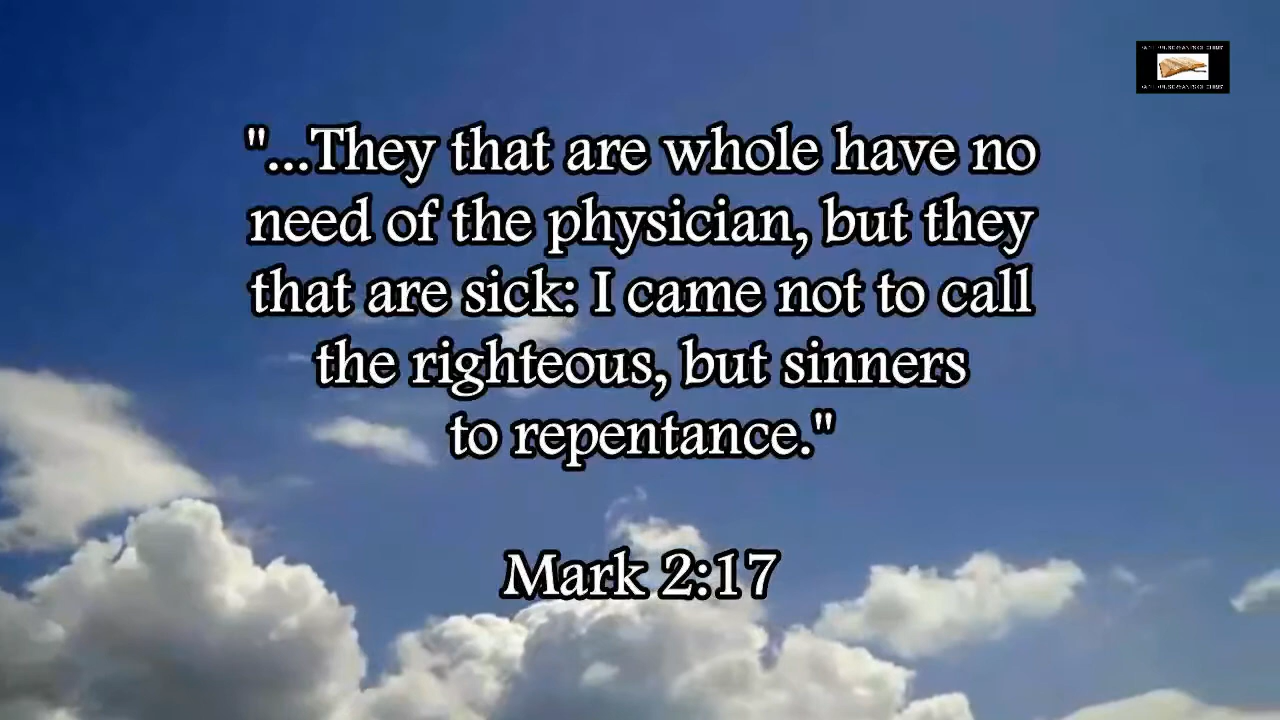 "...They that are whole have no
need of the physician, but they
that are sick: I came not to call
the righteous, but sinners
to repentance."
Mark 2:17